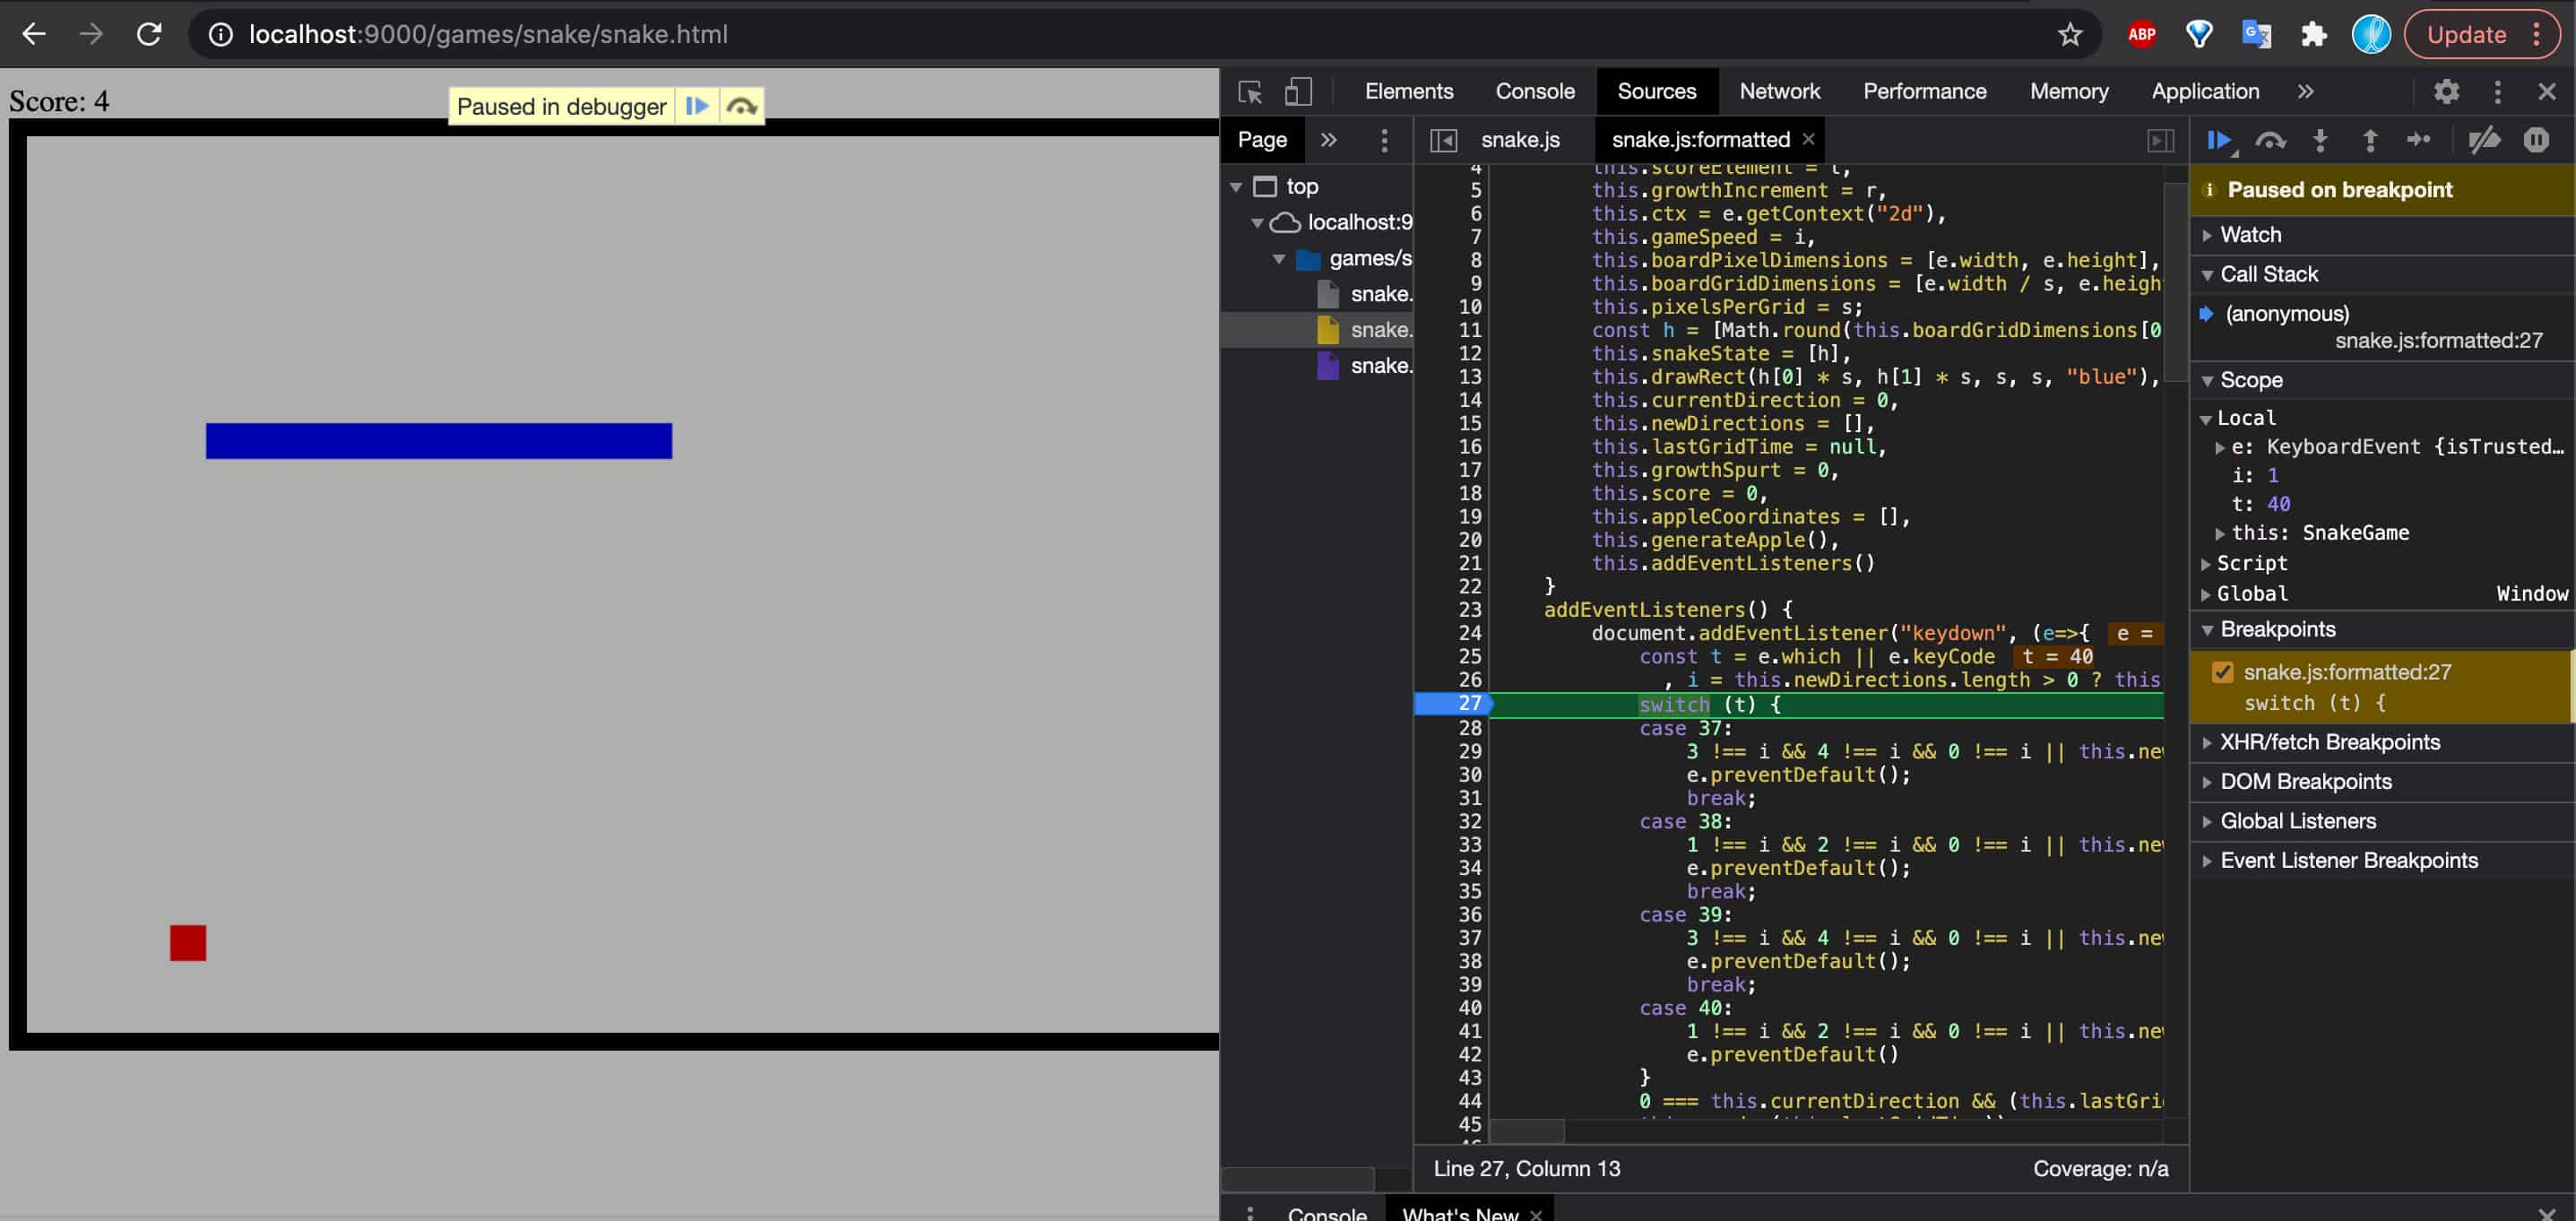 localhost:9000/games/snake/snake.html
ABP
G
Update
Score: 4
Paused in debugger
Elements Console Sources Network Performance Memory Application »
Page »
snake.js snake.js:formatted ×
top
localhost:9
games/s
snake.
snake.
snake.
4 this.scoreElement = t,
5 this.growthIncrement = r,
6 this.ctx = e.getContext("2d"),
7 this.gameSpeed = i,
8 this.boardPixelDimensions = [e.width, e.height],
9 this.boardGridDimensions = [e.width / s, e.heigh
10 this.pixelsPerGrid = s;
11 const h = [Math.round(this.boardGridDimensions[0
12 this.snakeState = [h],
13 this.drawRect(h[0] * s, h[1] * s, s, s, "blue"),
14 this.currentDirection = 0,
15 this.newDirections = [],
16 this.lastGridTime = null,
17 this.growthSpurt = 0,
18 this.score = 0,
19 this.appleCoordinates = [],
20 this.generateApple(),
21 this.addEventListeners()
22 }
23 addEventListeners() {
24 document.addEventListener("keydown", (e=>{ e =
25 const t = e.which || e.keyCode t = 40
26 , i = this.newDirections.length > 0 ? this
27 switch (t) {
28 case 37:
29 3 !== i && 4 !== i && 0 !== i || this.ne
30 e.preventDefault();
31 break;
32 case 38:
33 1 !== i && 2 !== i && 0 !== i || this.ne
34 e.preventDefault();
35 break;
36 case 39:
37 3 !== i && 4 !== i && 0 !== i || this.ne
38 e.preventDefault();
39 break;
40 case 40:
41 1 !== i && 2 !== i && 0 !== i || this.ne
42 e.preventDefault()
43 }
44 0 === this.currentDirection && (this.lastGri
45
Line 27, Column 13
Coverage: n/a
Console What's New ×
Paused on breakpoint
Watch
Call Stack
(anonymous)
snake.js:formatted:27
Scope
Local
e: KeyboardEvent {isTrusted…
i: 1
t: 40
this: SnakeGame
Script
Global Window
Breakpoints
snake.js:formatted:27
switch (t) {
XHR/fetch Breakpoints
DOM Breakpoints
Global Listeners
Event Listener Breakpoints